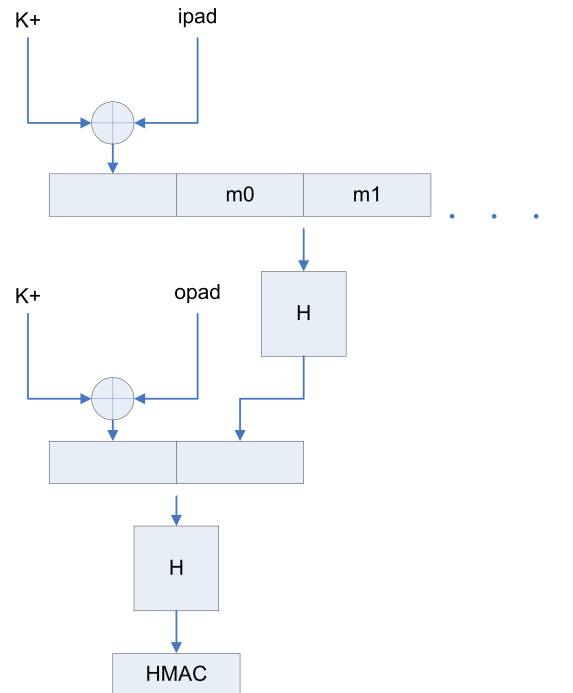 K+ ipad
m0 m1 . . .
K+ opad
H
H
HMAC